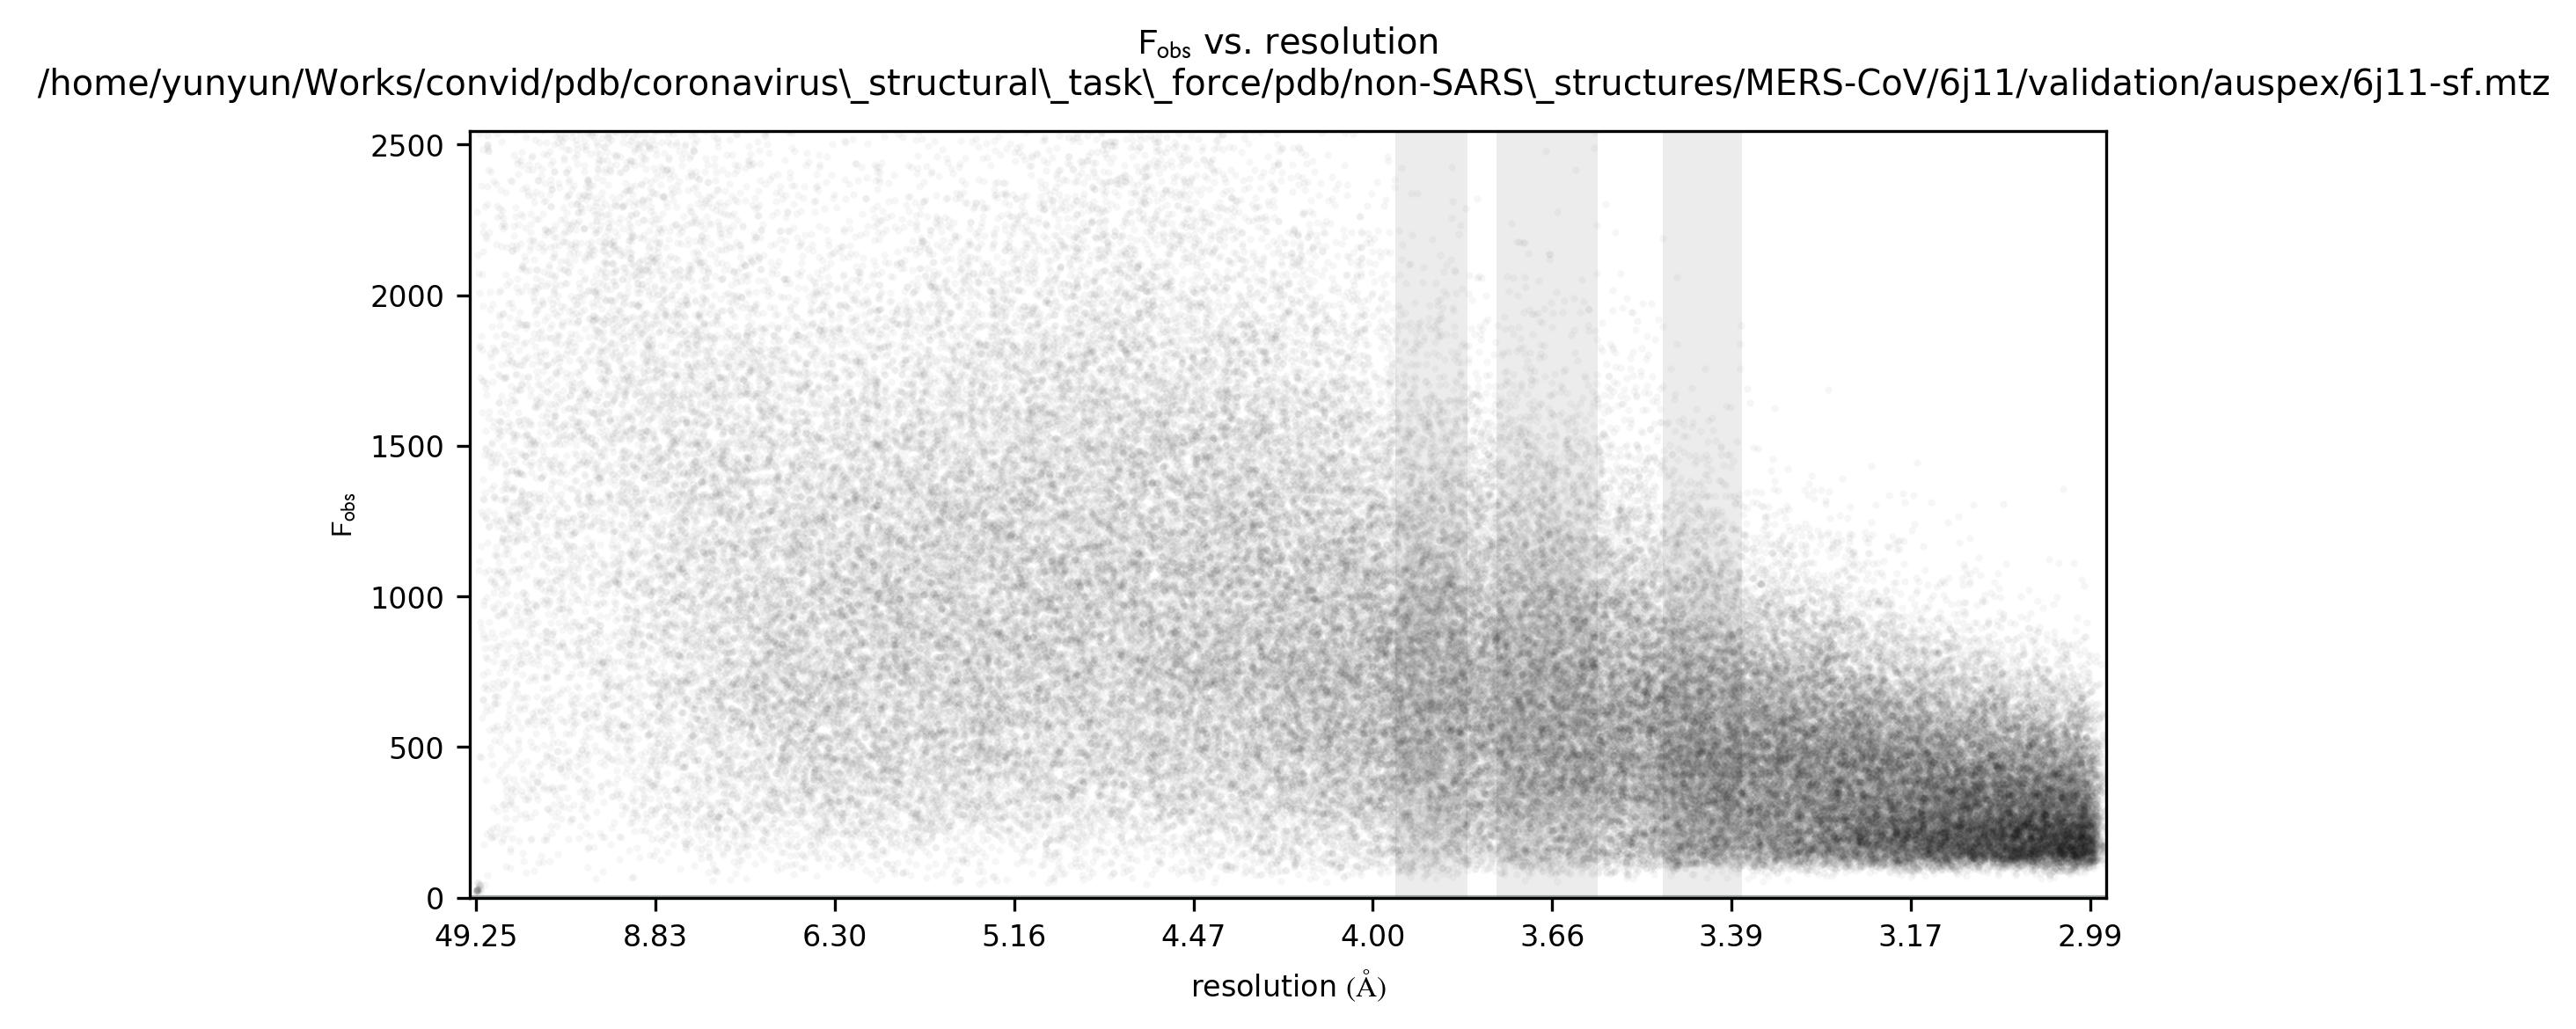 F_obs vs. resolution
/home/yunyun/Works/convid/pdb/coronavirus\_structural\_task\_force/pdb/non-SARS\_structures/MERS-CoV/6j11/validation/auspex/6j11-sf.mtz
2500
2000
1500
1000
500
0
F_obs
49.25 8.83 6.30 5.16 4.47 4.00 3.66 3.39 3.17 2.99
resolution (Å)